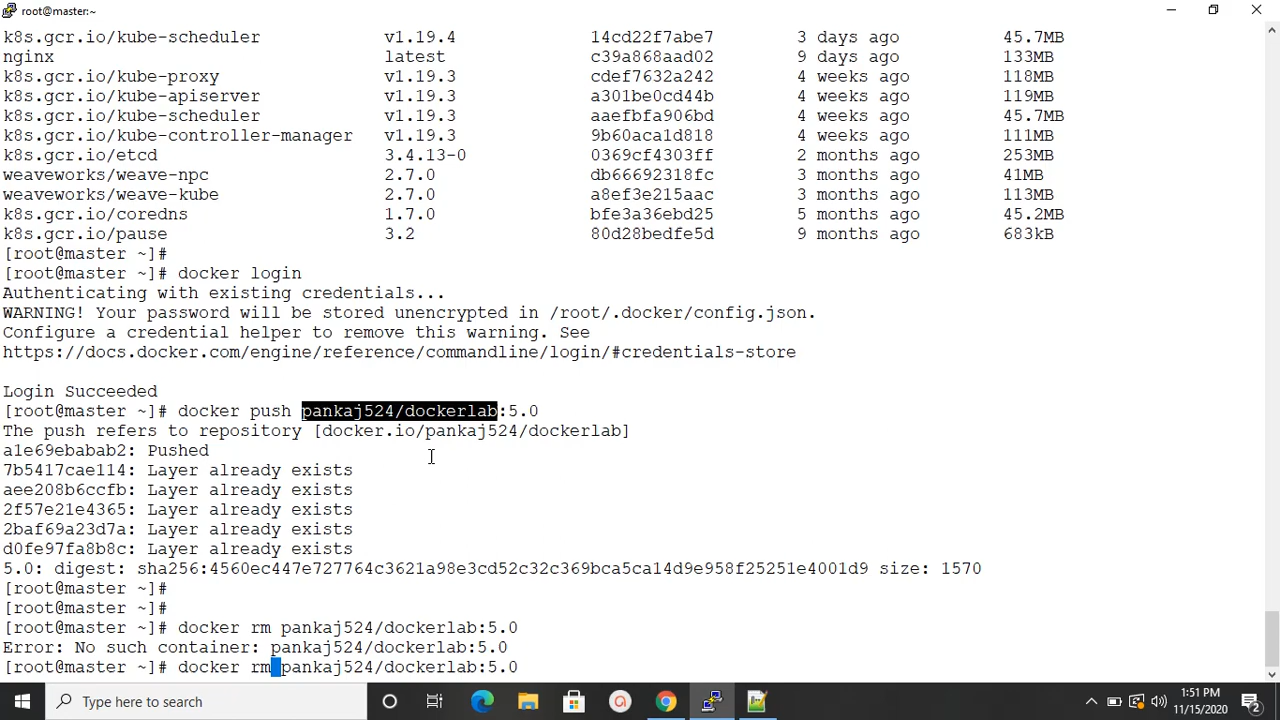 root@master:~
k8s.gcr.io/kube-scheduler v1.19.4 14cd22f7abe7 3 days ago 45.7MB
nginx latest c39a868aad02 9 days ago 133MB
k8s.gcr.io/kube-proxy v1.19.3 cdef7632a242 4 weeks ago 118MB
k8s.gcr.io/kube-apiserver v1.19.3 a301be0cd44b 4 weeks ago 119MB
k8s.gcr.io/kube-scheduler v1.19.3 aaefbfa906bd 4 weeks ago 45.7MB
k8s.gcr.io/kube-controller-manager v1.19.3 9b60aca1d818 4 weeks ago 111MB
k8s.gcr.io/etcd 3.4.13-0 0369cf4303ff 2 months ago 253MB
weaveworks/weave-npc 2.7.0 db66692318fc 3 months ago 41MB
weaveworks/weave-kube 2.7.0 a8ef3e215aac 3 months ago 113MB
k8s.gcr.io/coredns 1.7.0 bfe3a36ebd25 5 months ago 45.2MB
k8s.gcr.io/pause 3.2 80d28bedfe5d 9 months ago 683kB
[root@master ~]#
[root@master ~]# docker login
Authenticating with existing credentials...
WARNING! Your password will be stored unencrypted in /root/.docker/config.json.
Configure a credential helper to remove this warning. See
https://docs.docker.com/engine/reference/commandline/login/#credentials-store
Login Succeeded
[root@master ~]# docker push pankaj524/dockerlab:5.0
The push refers to repository [docker.io/pankaj524/dockerlab]
a1e69ebabab2: Pushed
7b5417cae114: Layer already exists
aee208b6ccfb: Layer already exists
2f57e21e4365: Layer already exists
2baf69a23d7a: Layer already exists
d0fe97fa8b8c: Layer already exists
5.0: digest: sha256:4560ec447e727764c3621a98e3cd52c32c369bca5ca14d9e958f25251e4001d9 size: 1570
[root@master ~]#
[root@master ~]#
[root@master ~]# docker rm pankaj524/dockerlab:5.0
Error: No such container: pankaj524/dockerlab:5.0
[root@master ~]# docker rm pankaj524/dockerlab:5.0
Type here to search
1:51 PM
11/15/2020
2